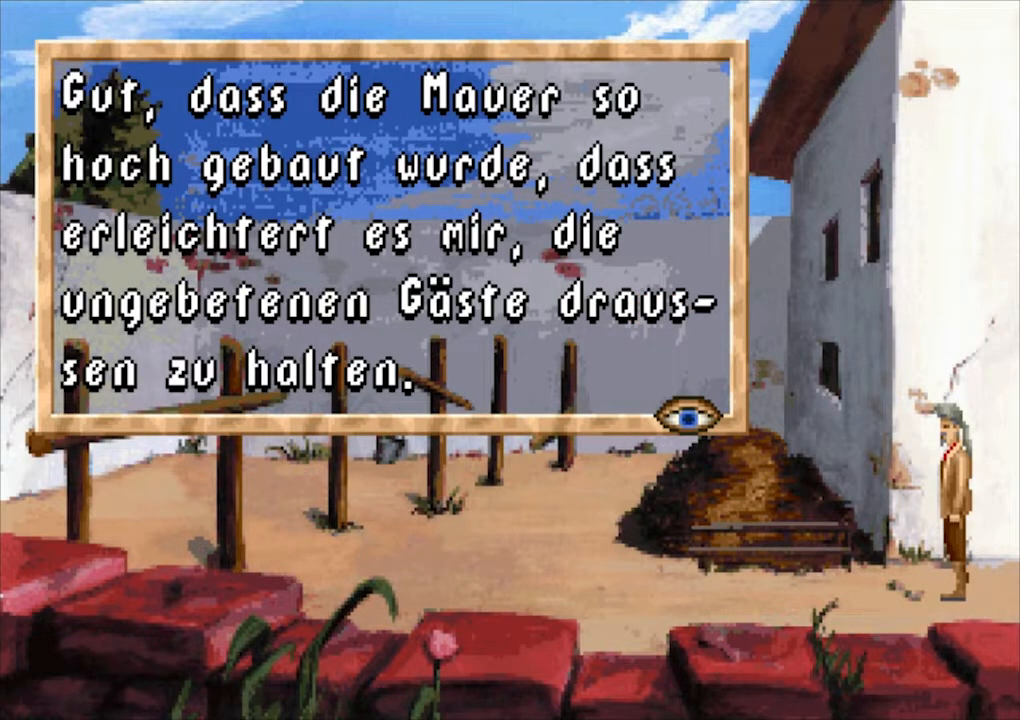 Gut, dass die Mauer so
hoch gebaut wurde, dass
erleichtert es mir, die
ungebetenen Gäste draus-
sen zu halten.